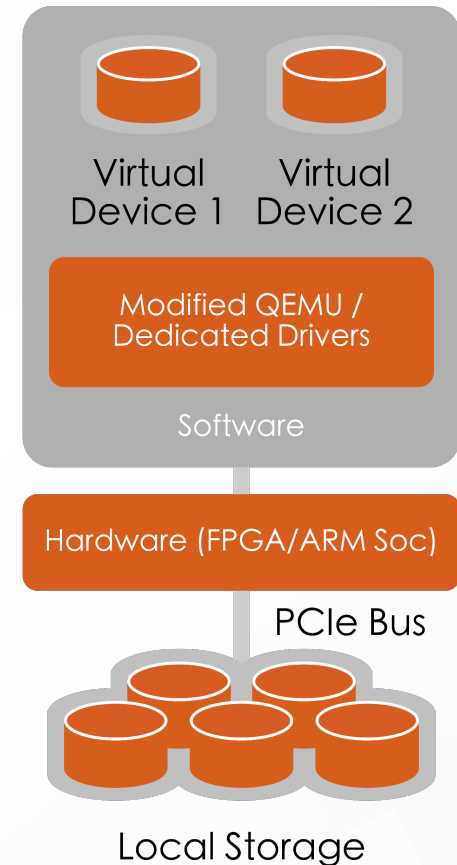 Virtual
Device 1
Virtual
Device 2
Modified QEMU /
Dedicated Drivers
Software
Hardware (FPGA/ARM Soc)
PCIe Bus
Local Storage